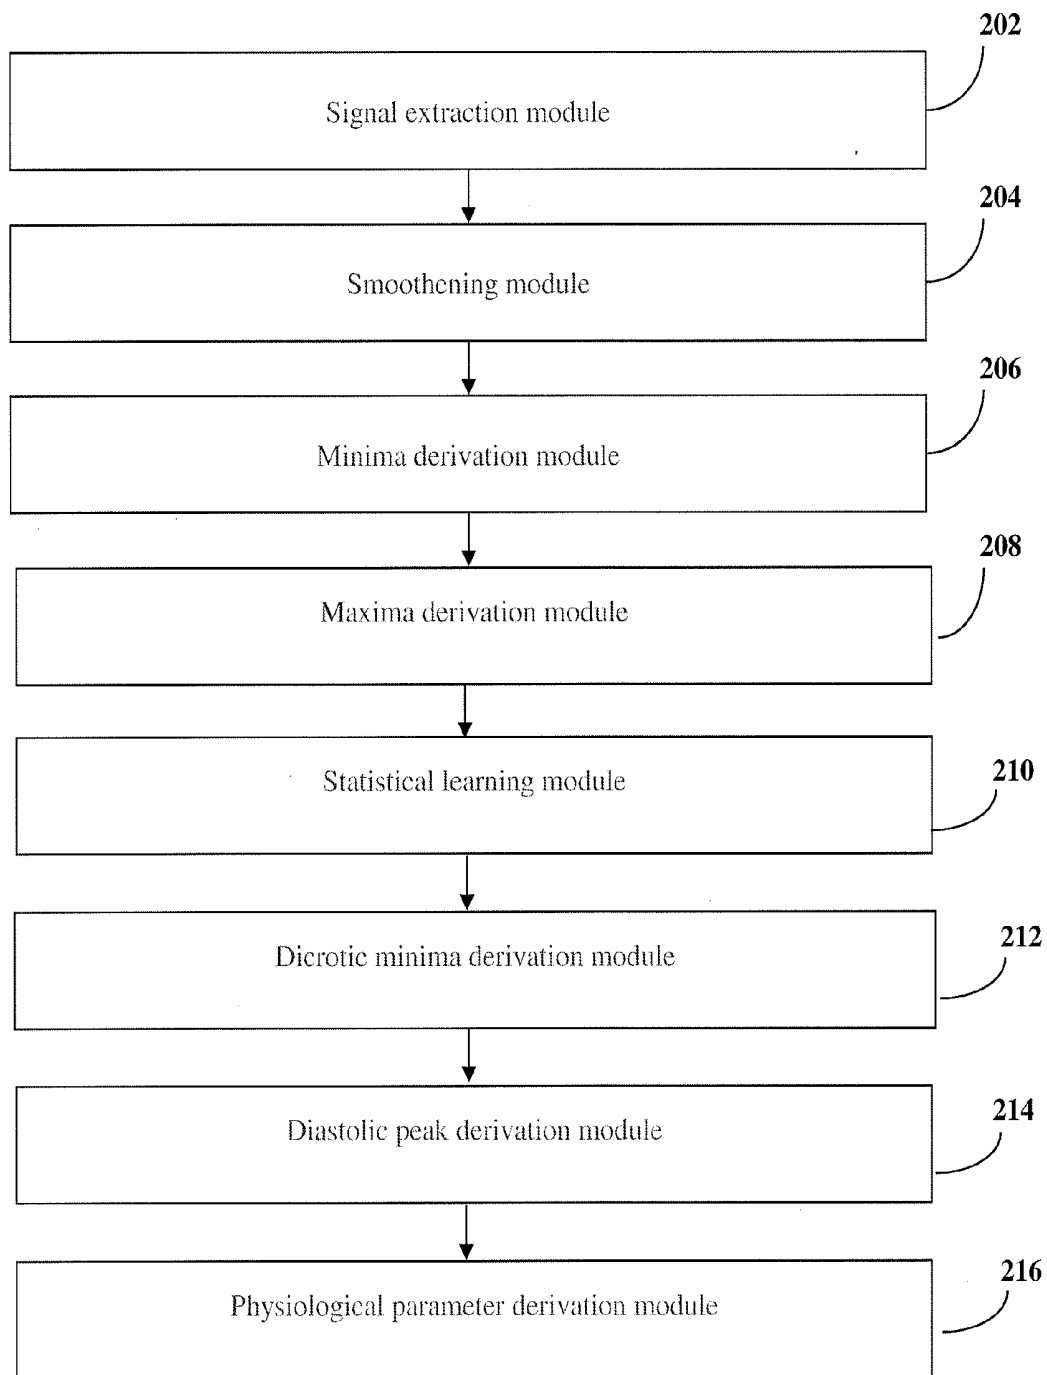 202
Signal extraction module
204
Smoothening module
206
Minima derivation module
208
Maxima derivation module
210
Statistical learning module
212
Dicrotic minima derivation module
214
Diastolic peak derivation module
216
Physiological parameter derivation module